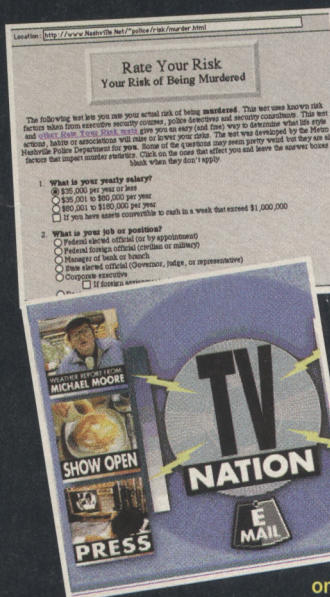 Location: http://www.Nashville.Net/~police/risk/murder.html
Rate Your Risk
Your Risk of Being Murdered
The following test lets you rate your actual risk of being murdered. This test uses known risk
factors taken from executive security courses, police detectives and security consultants. This test
and other Rate Your Risk tests give you an easy (and free) way to determine what life style
actions, habits or associations will raise or lower your risks. The test was developed by the Metro
Nashville Police Department for you. Some of the questions may seem pretty weird but they are all
factors that impact murder statistics. Click on the ones that effect you and leave the answer boxes
blank when they don't apply.
1. What is your yearly salary?
$35,000 per year or less
$35,001 to $80,000 per year
$80,001 to $180,000 per year
If you have assets convertible to cash in a week that exceed $1,000,000
2. What is your job or position?
Federal elected official (or by appointment)
Federal foreign official (civilian or military)
Manager of bank or branch
State elected official (Governor, judge, or representative)
Corporate executive
If foreign
WEATHER REPORT FROM
MICHAEL MOORE
SHOW OPEN
PRESS
TV
NATION
E
MAIL
on